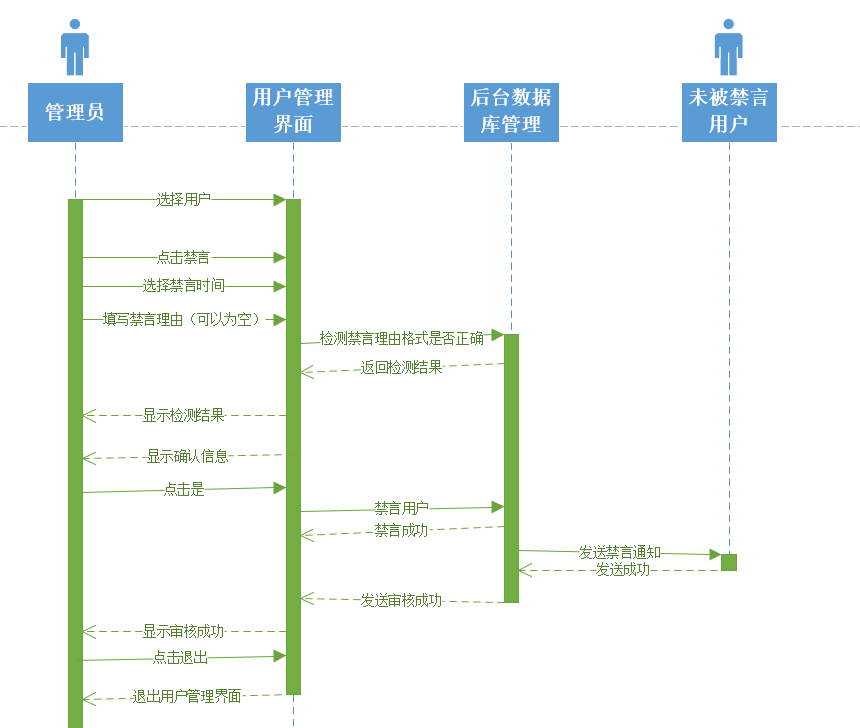 管理员
用户管理
界面
后台数据
库管理
未被禁言
用户
选择用户
点击禁言
选择禁言时间
填写禁言理由（可以为空）
检测禁言理由格式是否正确
返回检测结果
显示检测结果
显示确认信息
点击是
禁言用户
禁言成功
发送禁言通知
发送成功
发送审核成功
显示审核成功
点击退出
退出用户管理界面